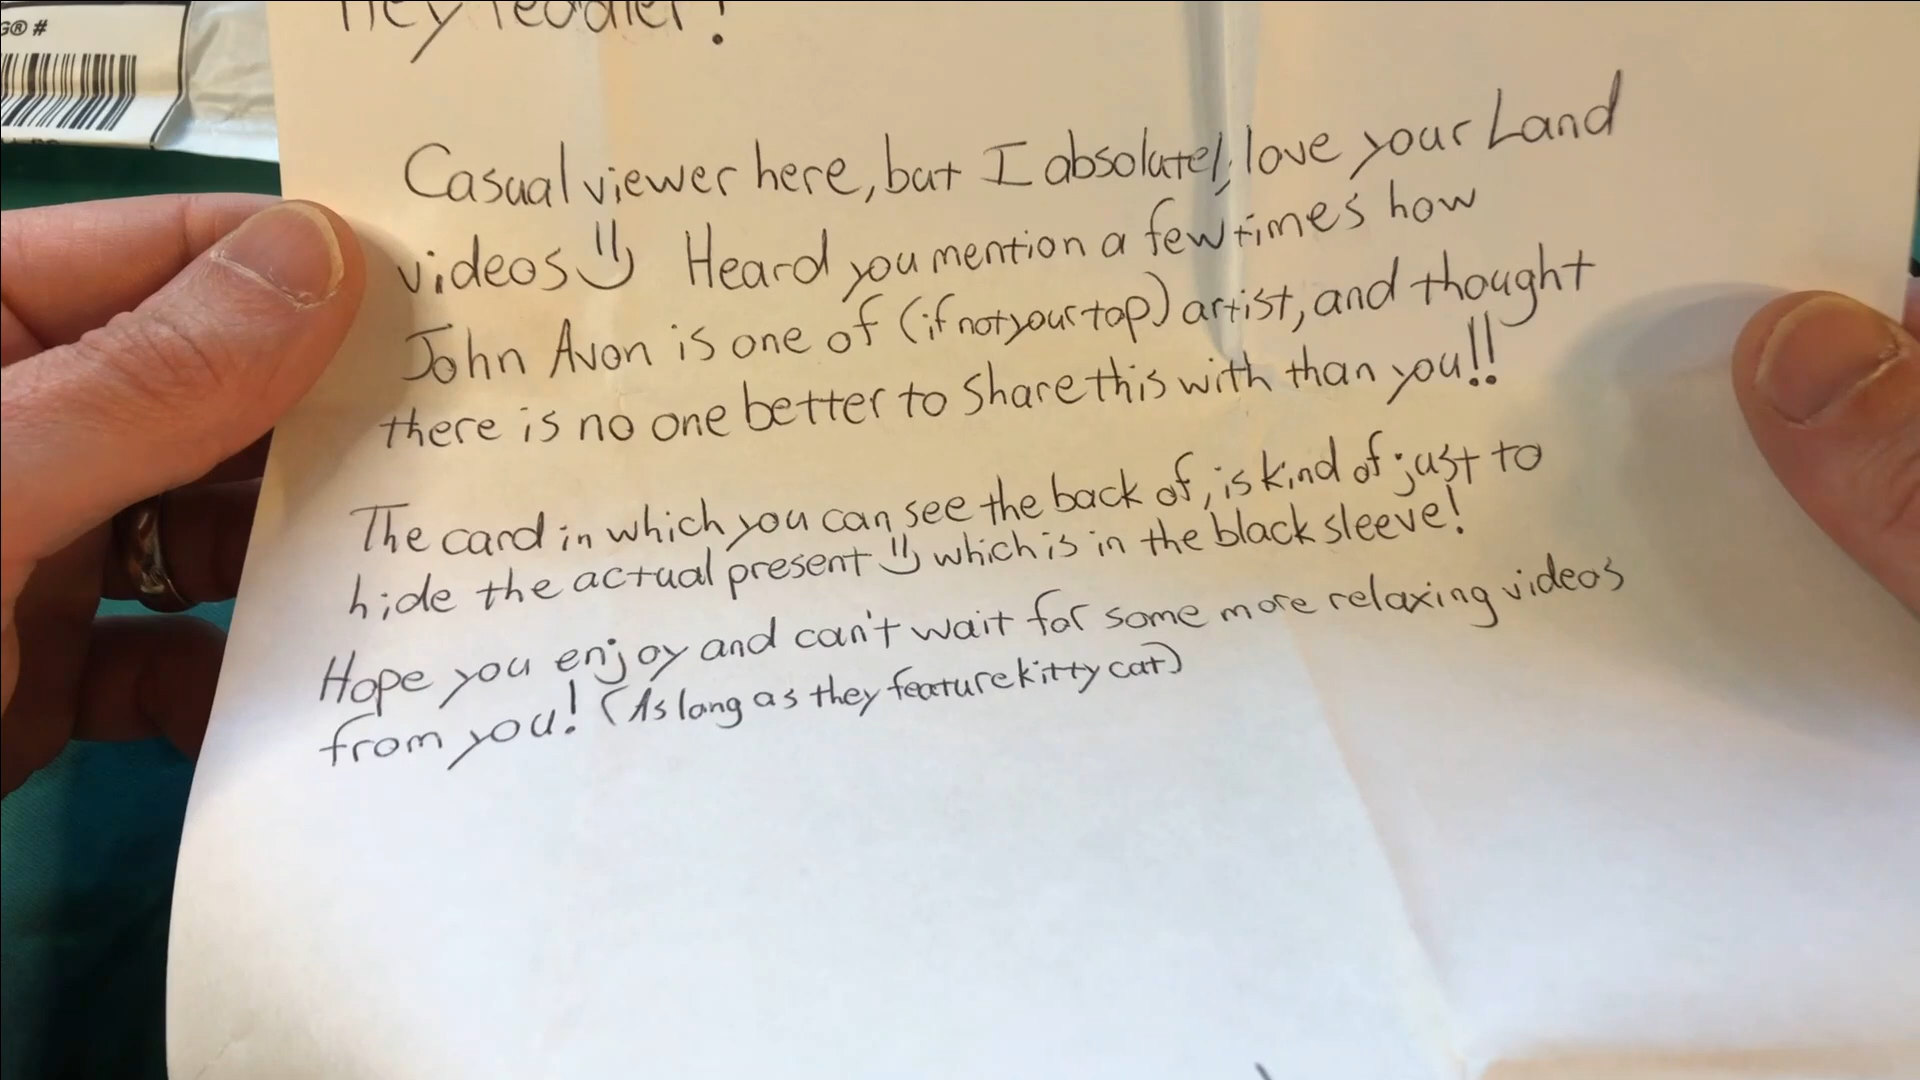 G® #
Hey
Casual viewer here, but I absolutely love your Land
videos Heard you mention a few times how
John Avon is one of (if not your top) artist, and thought
there is no one better to share this with than you!!
The card in which you can see the back of, is kind of just to
hide the actual present which is in the black sleeve!
Hope you enjoy and can't wait for some more relaxing videos
from you! (As long as they feature kitty cat)